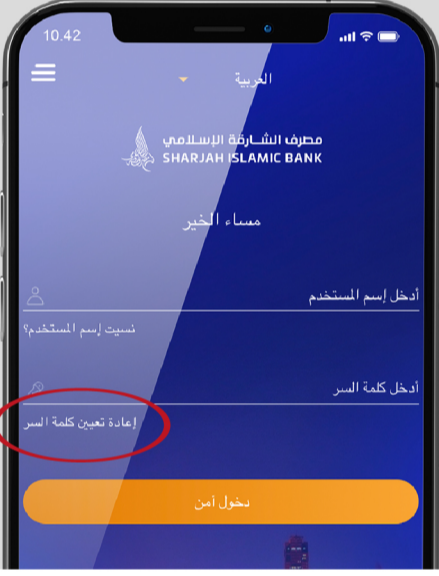 10.42
العربية
مصرف الشارقة الإسلامي
SHARJAH ISLAMIC BANK
مساء الخير
أدخل إسم المستخدم
نسيت إسم المستخدم؟
أدخل كلمة السر
إعادة تعيين كلمة السر
دخول آمن